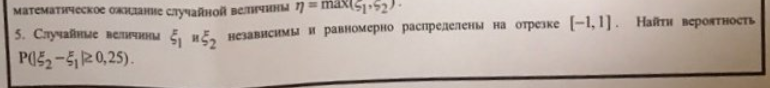 математическое ожидание случайной величины η = max(ξ₁,ξ₂).
5. Случайные величины ξ₁ и ξ₂ независимы и равномерно распределены на отрезке [−1,1]. Найти вероятность
P(|ξ₂−ξ₁|≥0,25).